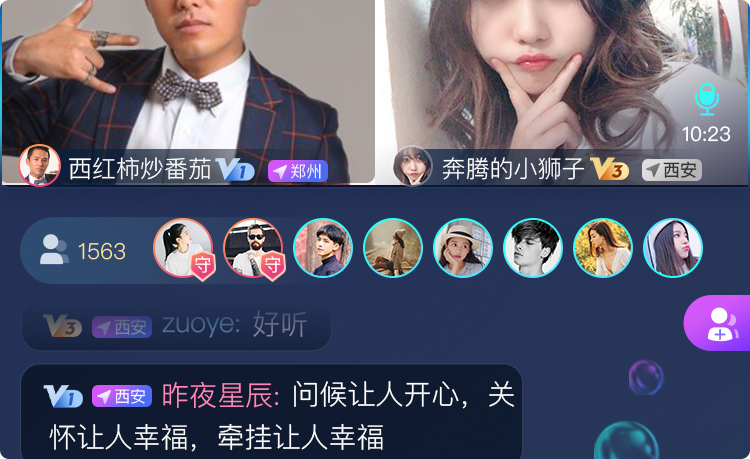 10:23
西红柿炒番茄 V1 郑州
奔腾的小狮子 V3 西安
1563 守 守
V3 西安 zuoye: 好听
V1 西安 昨夜星辰: 问候让人开心，关
怀让人幸福，牵挂让人幸福